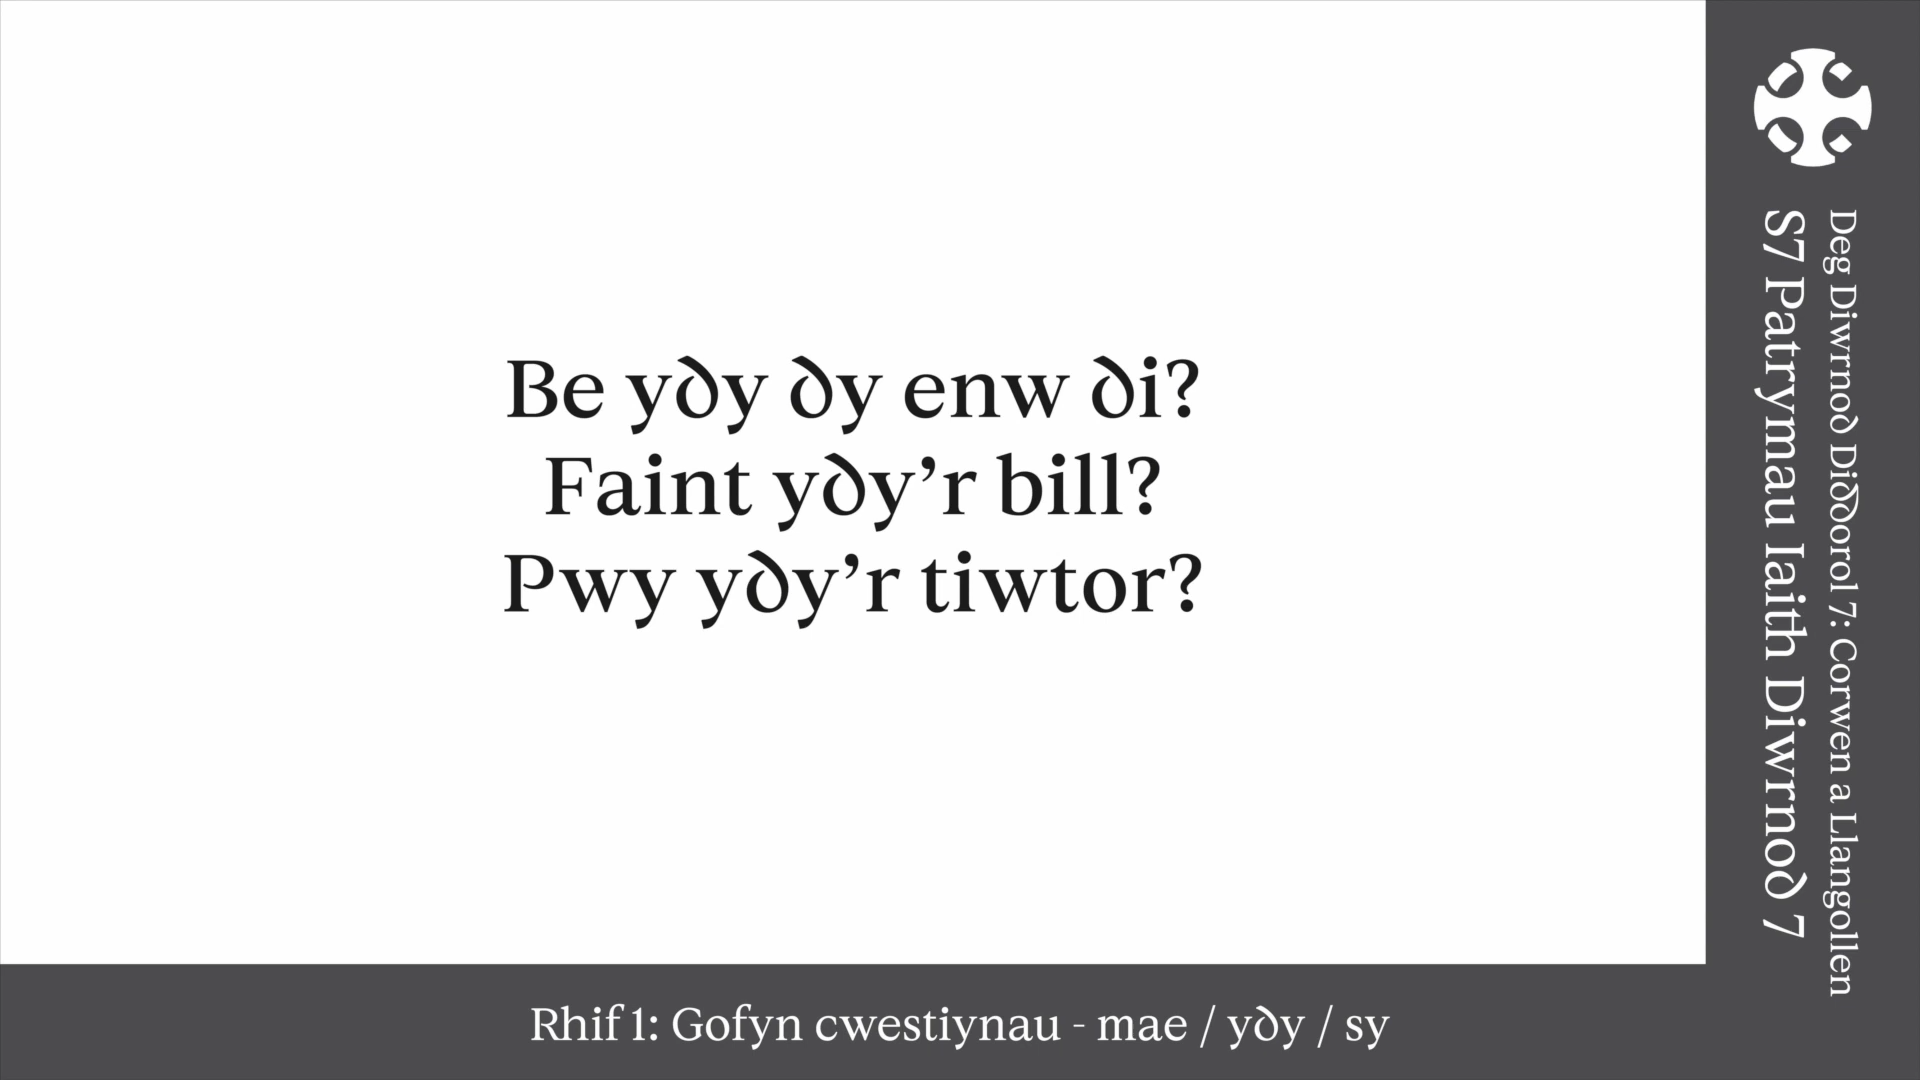 Be ydy dy enw di?
Faint ydy’r bill?
Pwy ydy’r tiwtor?
Deg Diwrnod Diddorol 7: Corwen a Llangollen
S7 Patrymau Iaith Diwrnod 7
Rhif 1: Gofyn cwestiynau - mae / ydy / sy